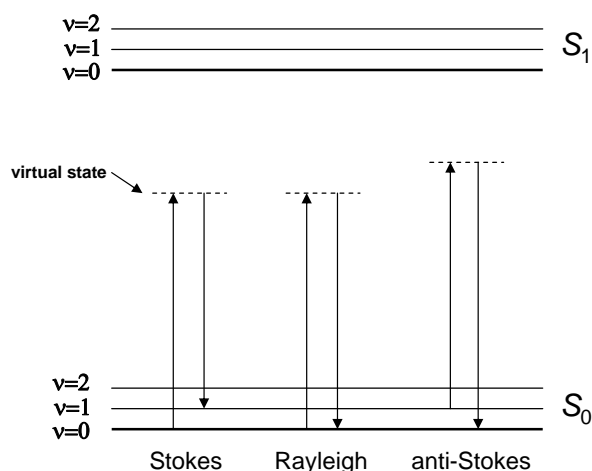 ν=2
ν=1
ν=0
S1
virtual state
ν=2
ν=1
ν=0
S0
Stokes Rayleigh anti-Stokes